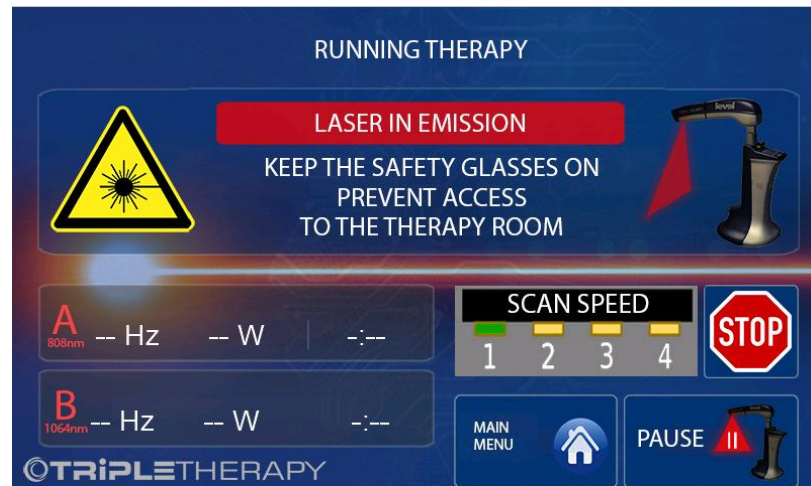 RUNNING THERAPY
LASER IN EMISSION
KEEP THE SAFETY GLASSES ON
PREVENT ACCESS
TO THE THERAPY ROOM
level
A
808nm
-- Hz -- W -:--
SCAN SPEED
1 2 3 4
STOP
B
1064nm
-- Hz -- W -:--
MAIN
MENU
PAUSE
TRiPLETHERAPY